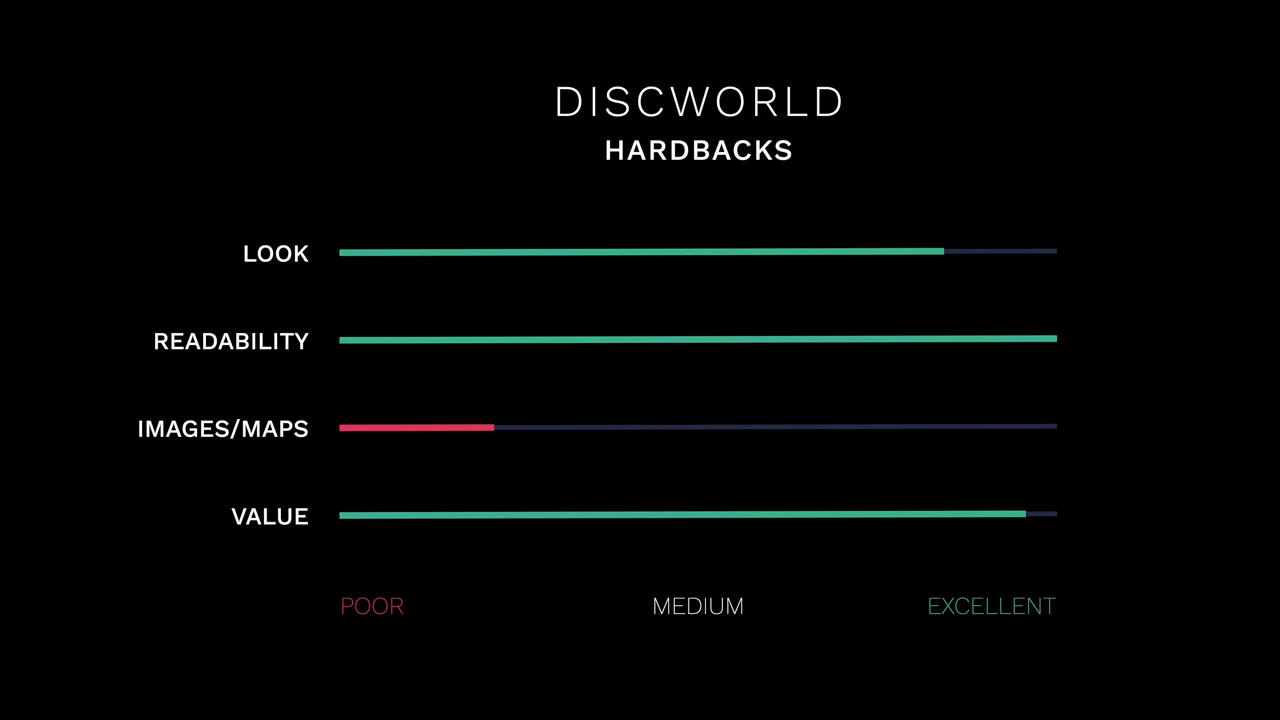 DISCWORLD
HARDBACKS
LOOK
READABILITY
IMAGES/MAPS
VALUE
POOR MEDIUM EXCELLENT